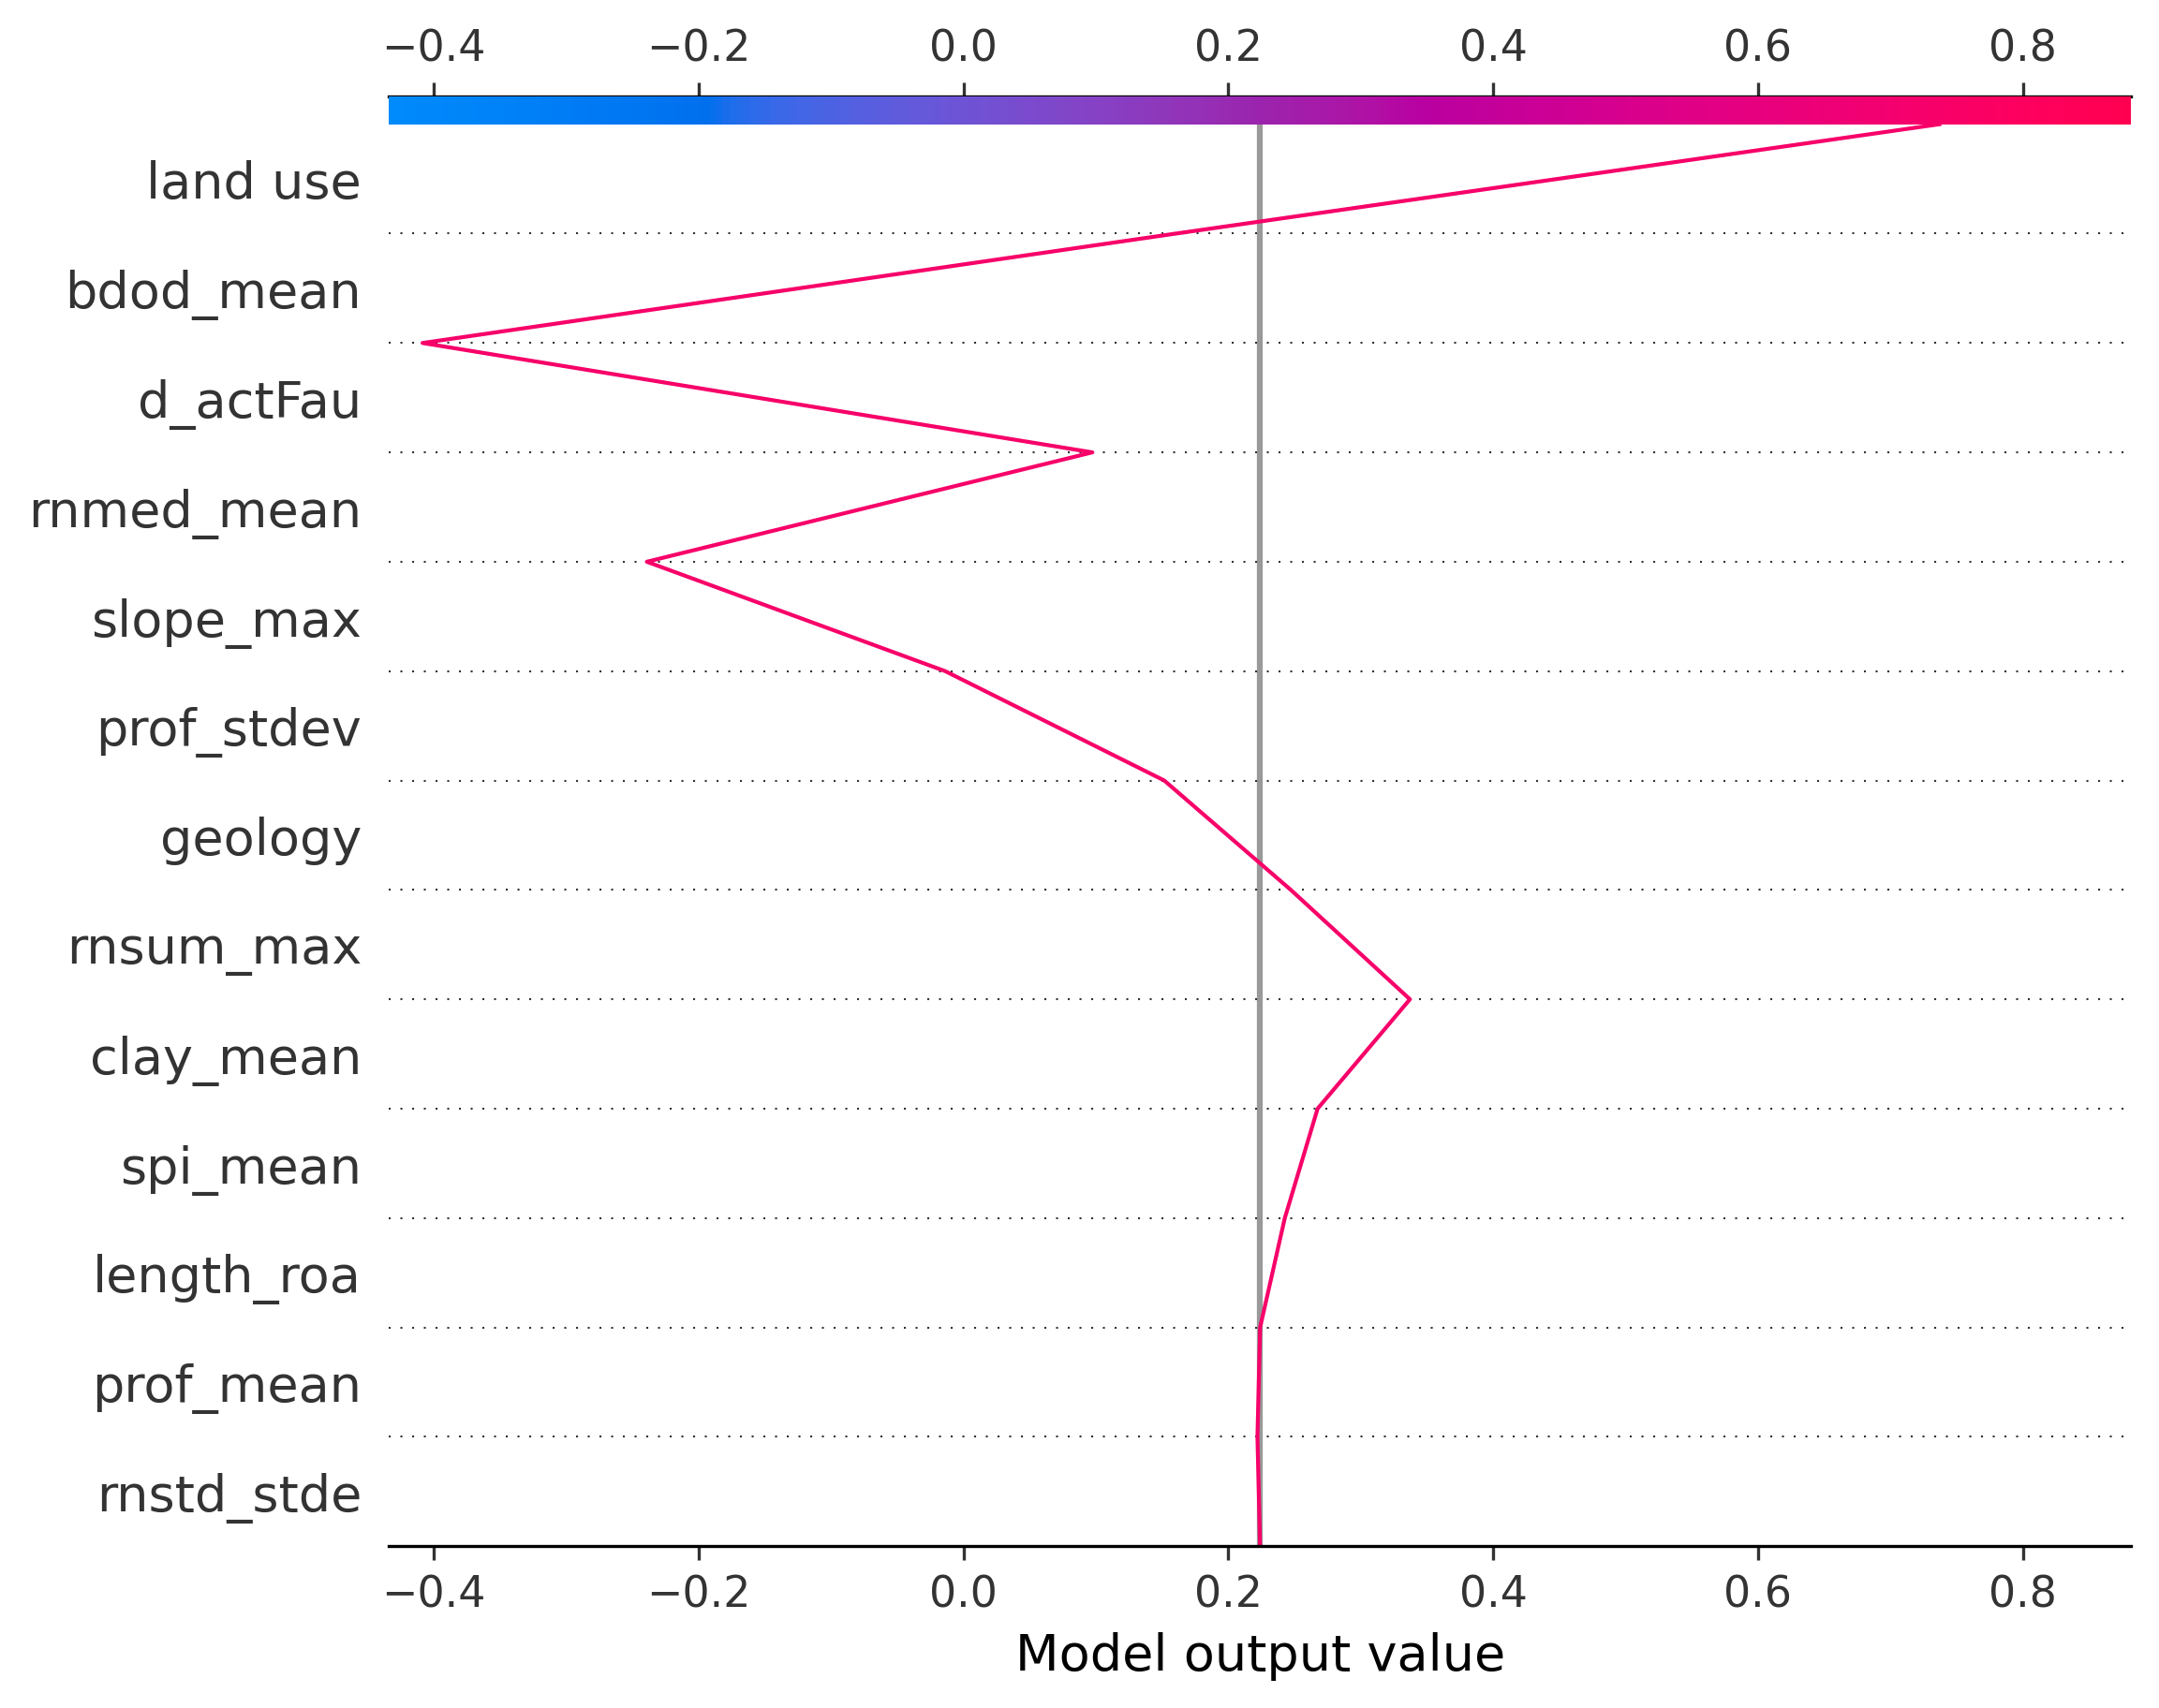 −0.4 −0.2 0.0 0.2 0.4 0.6 0.8
land use
bdod_mean
d_actFau
rnmed_mean
slope_max
prof_stdev
geology
rnsum_max
clay_mean
spi_mean
length_roa
prof_mean
rnstd_stde
−0.4 −0.2 0.0 0.2 0.4 0.6 0.8
Model output value